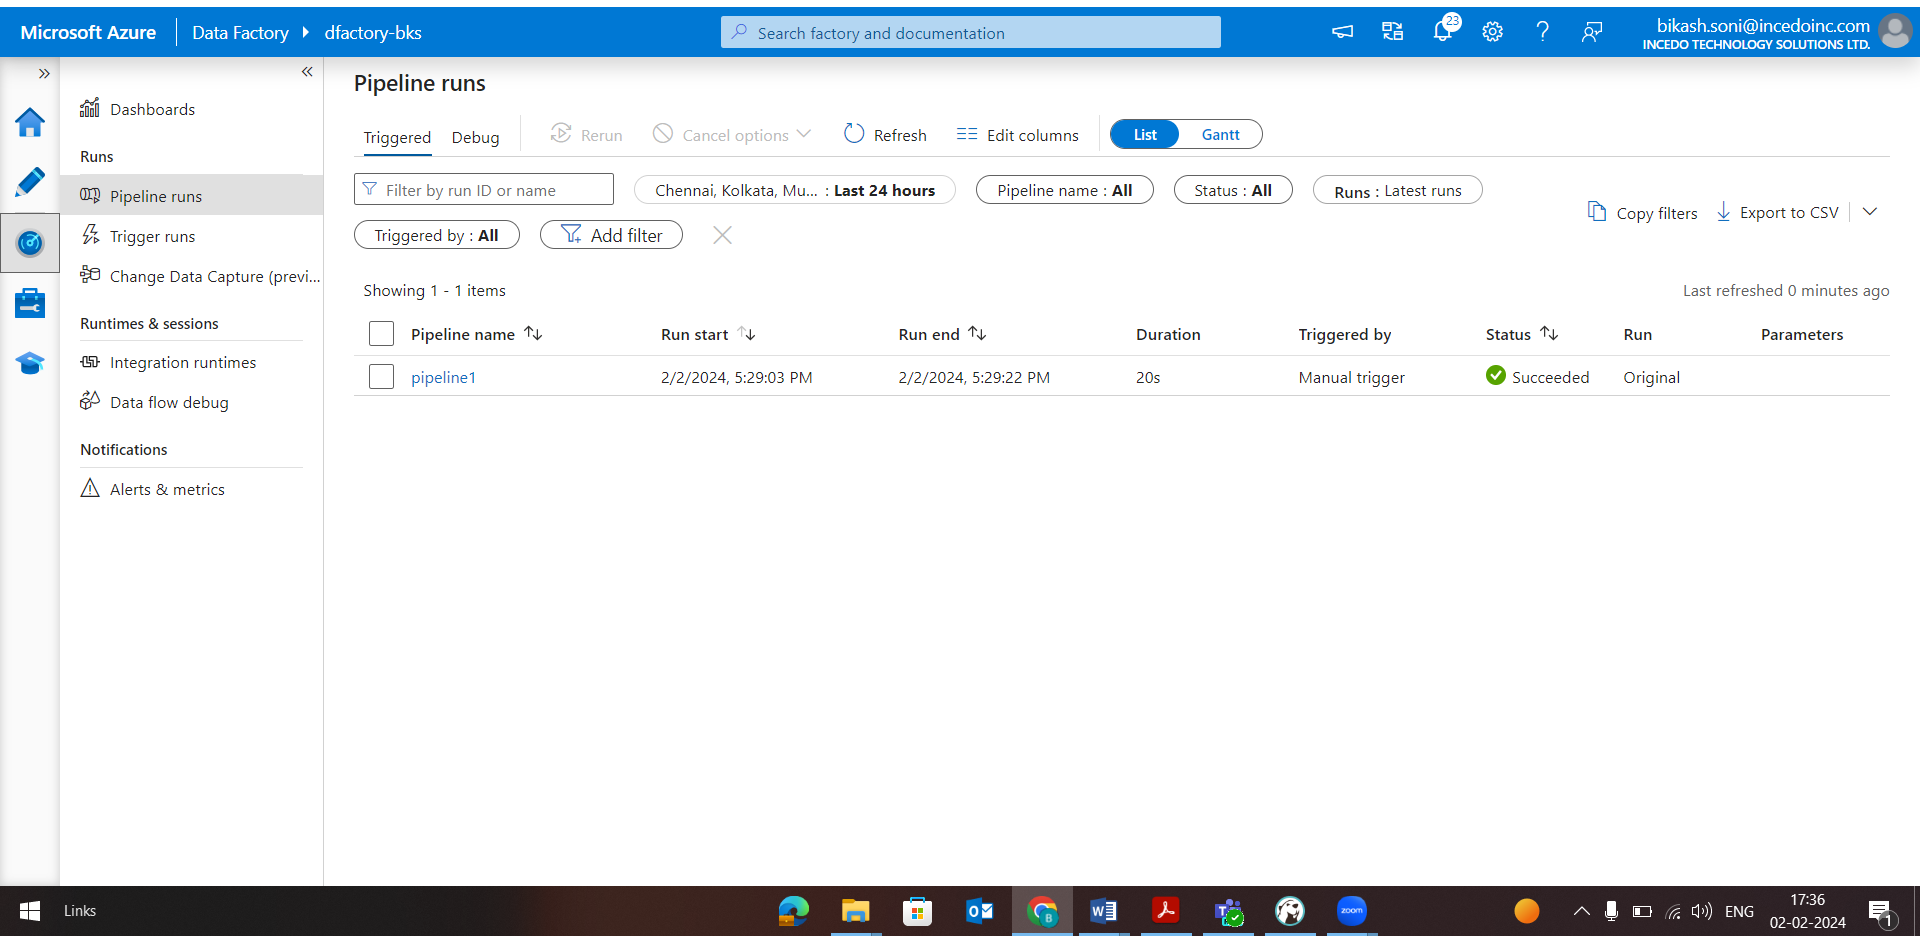 Microsoft Azure Data Factory dfactory-bks
Search factory and documentation
23
bikash.soni@incedoinc.com
INCEDO TECHNOLOGY SOLUTIONS LTD.
Dashboards
Runs
Pipeline runs
Trigger runs
Change Data Capture (previ...
Runtimes & sessions
Integration runtimes
Data flow debug
Notifications
Alerts & metrics
Pipeline runs
Triggered Debug Rerun Cancel options Refresh Edit columns List Gantt
Filter by run ID or name Chennai, Kolkata, Mu... : Last 24 hours Pipeline name : All Status : All Runs : Latest runs
Triggered by : All Add filter
Copy filters Export to CSV
Showing 1 - 1 items Last refreshed 0 minutes ago
Pipeline name Run start Run end Duration Triggered by Status Run Parameters
pipeline1 2/2/2024, 5:29:03 PM 2/2/2024, 5:29:22 PM 20s Manual trigger Succeeded Original
Links
B
zoom
ENG
17:36
02-02-2024
1